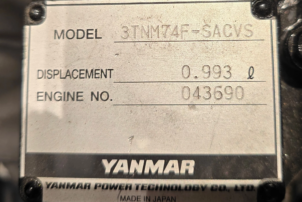 MODEL 3TNM74F-SACVS
DISPLACEMENT 0.993 ℓ
ENGINE NO. 043690
YANMAR
YANMAR POWER TECHNOLOGY CO., LTD.
MADE IN JAPAN